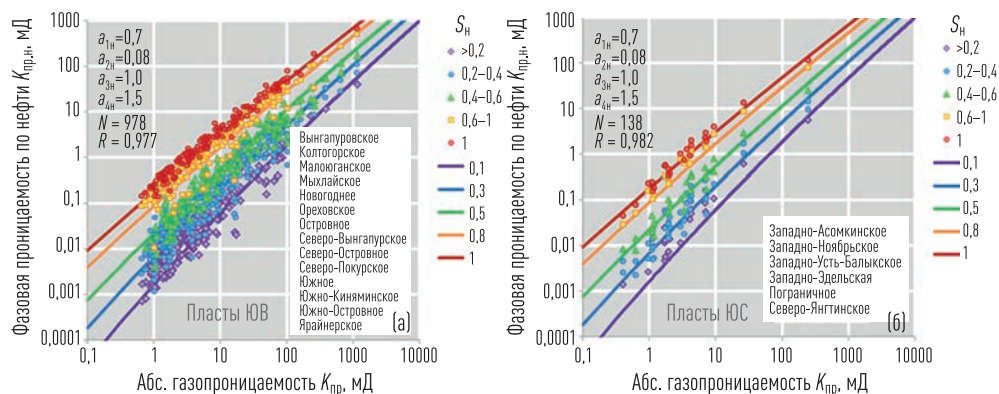 Фазовая проницаемость по нефти Kпр.н, мД
1000
100
10
1
0,1
0,01
0,001
0,0001
a1н=0,7
a2н=0,08
a3н=1,0
a4н=1,5
N = 978
R = 0,977
Вынгапуровское
Колтогорское
Малоюганское
Мыхлайское
Новогоднее
Ореховское
Островное
Северо-Вынгапурское
Северо-Островное
Северо-Покурское
Южное
Южно-Киняминское
Южно-Островное
Ярайнерское
Пласты ЮВ
(а)
0,1 1 10 100 1000 10000
Абс. газопроницаемость Kпр, мД
Sн
>0,2
0,2–0,4
0,4–0,6
0,6–1
1
0,1
0,3
0,5
0,8
1
Фазовая проницаемость по нефти Kпр.н, мД
1000
100
10
1
0,1
0,01
0,001
0,0001
a1н=0,7
a2н=0,08
a3н=1,0
a4н=1,5
N = 138
R = 0,982
Западно-Асомкинское
Западно-Ноябрьское
Западно-Усть-Балыкское
Западно-Эдельская
Пограничное
Северо-Янгтинское
Пласты ЮС
(б)
0,1 1 10 100 1000 10000
Абс. газопроницаемость Kпр, мД
Sн
>0,2
0,2–0,4
0,4–0,6
0,6–1
1
0,1
0,3
0,5
0,8
1